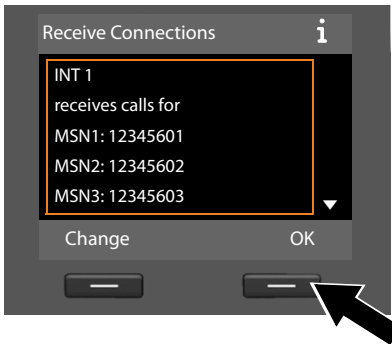 Receive Connections i
INT 1
receives calls for
MSN1: 12345601
MSN2: 12345602
MSN3: 12345603
Change OK